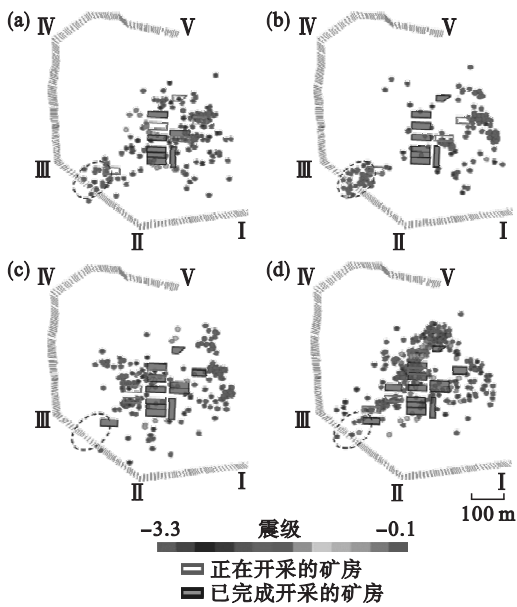 (a) Ⅳ Ⅴ
Ⅲ
Ⅱ Ⅰ
(b) Ⅳ Ⅴ
Ⅲ
Ⅱ Ⅰ
(c) Ⅳ Ⅴ
Ⅲ
Ⅱ Ⅰ
(d) Ⅳ Ⅴ
Ⅲ
Ⅱ Ⅰ
100 m
−3.3 震级 −0.1
正在开采的矿房
已完成开采的矿房